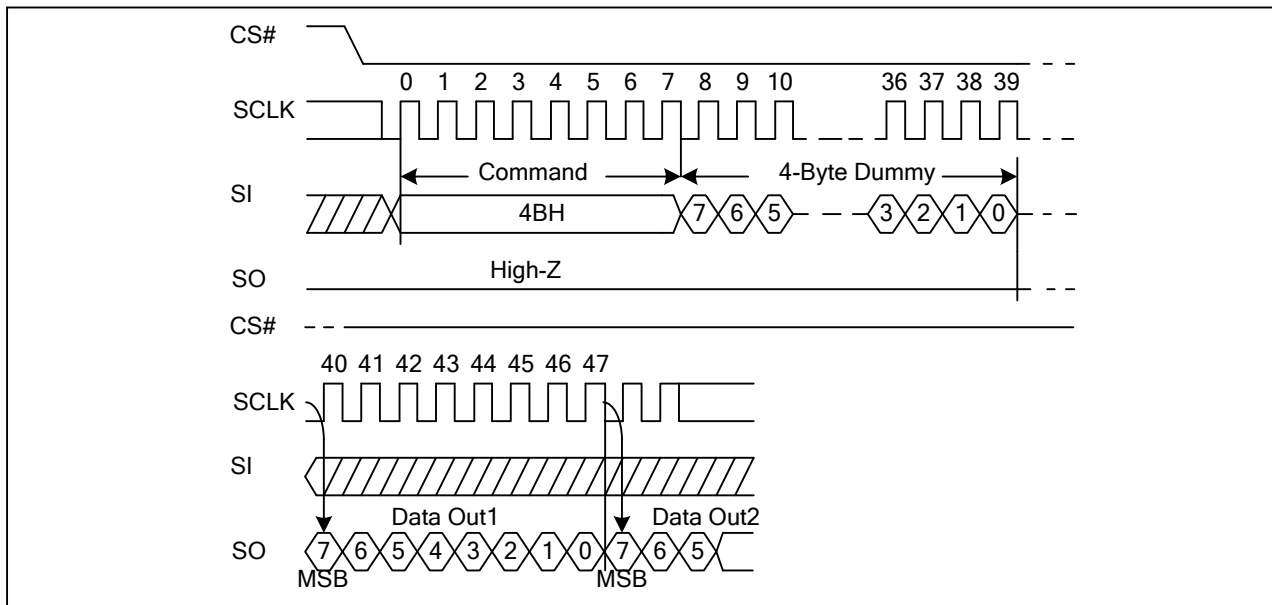 CS#
0 1 2 3 4 5 6 7 8 9 10 36 37 38 39
SCLK
Command 4-Byte Dummy
SI
4BH 7 6 5 3 2 1 0
High-Z
SO
CS#
40 41 42 43 44 45 46 47
SCLK
SI
Data Out1 Data Out2
SO 7 6 5 4 3 2 1 0 7 6 5
MSB MSB